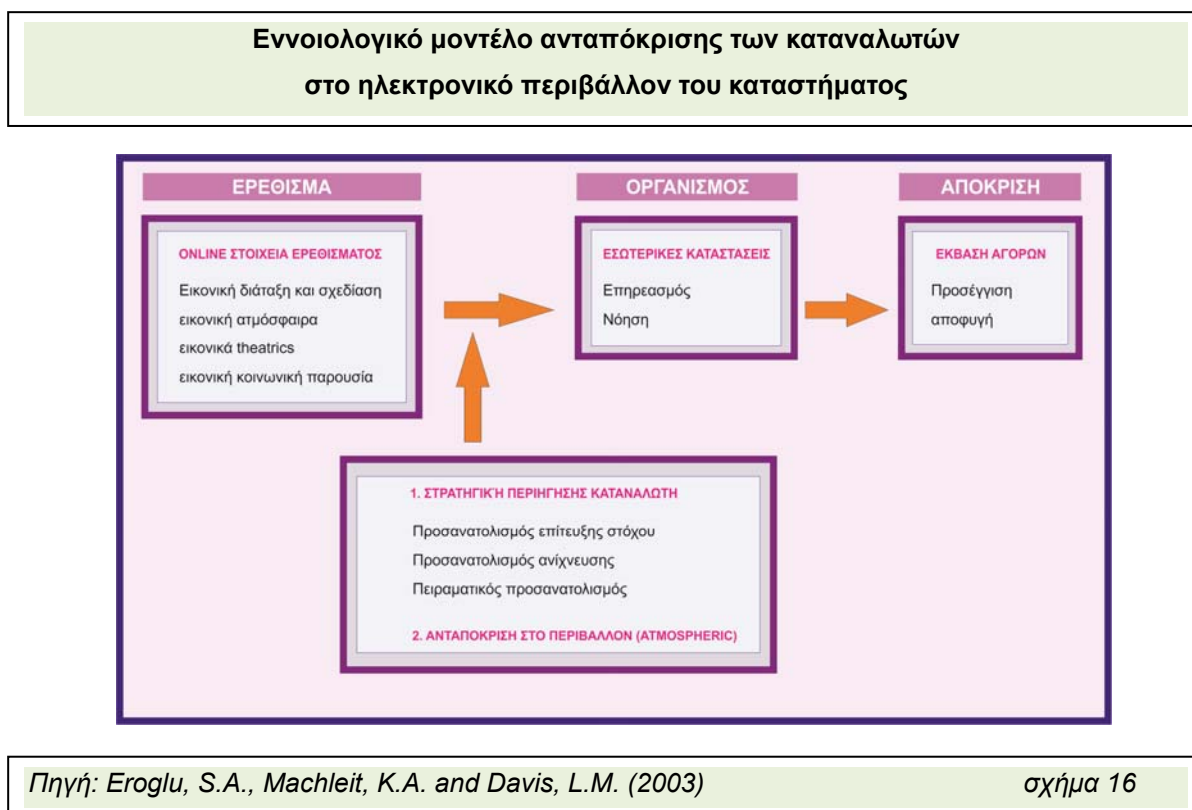 Εννοιολογικό μοντέλο ανταπόκρισης των καταναλωτών
στο ηλεκτρονικό περιβάλλον του καταστήματος
ΕΡΕΘΙΣΜΑ
ONLINE ΣΤΟΙΧΕΙΑ ΕΡΕΘΙΣΜΑΤΟΣ
Εικονική διάταξη και σχεδίαση
εικονική ατμόσφαιρα
εικονικά theatrics
εικονική κοινωνική παρουσία
ΟΡΓΑΝΙΣΜΟΣ
ΕΣΩΤΕΡΙΚΕΣ ΚΑΤΑΣΤΑΣΕΙΣ
Επηρεασμός
Νόηση
ΑΠΟΚΡΙΣΗ
ΕΚΒΑΣΗ ΑΓΟΡΩΝ
Προσέγγιση
αποφυγή
1. ΣΤΡΑΤΗΓΙΚΉ ΠΕΡΙΗΓΗΣΗΣ ΚΑΤΑΝΑΛΩΤΗ
Προσανατολισμός επίτευξης στόχου
Προσανατολισμός ανίχνευσης
Πειραματικός προσανατολισμός
2. ΑΝΤΑΠΟΚΡΙΣΗ ΣΤΟ ΠΕΡΙΒΑΛΛΟΝ (ATMOSPHERIC)
Πηγή: Eroglu, S.A., Machleit, K.A. and Davis, L.M. (2003) σχήμα 16